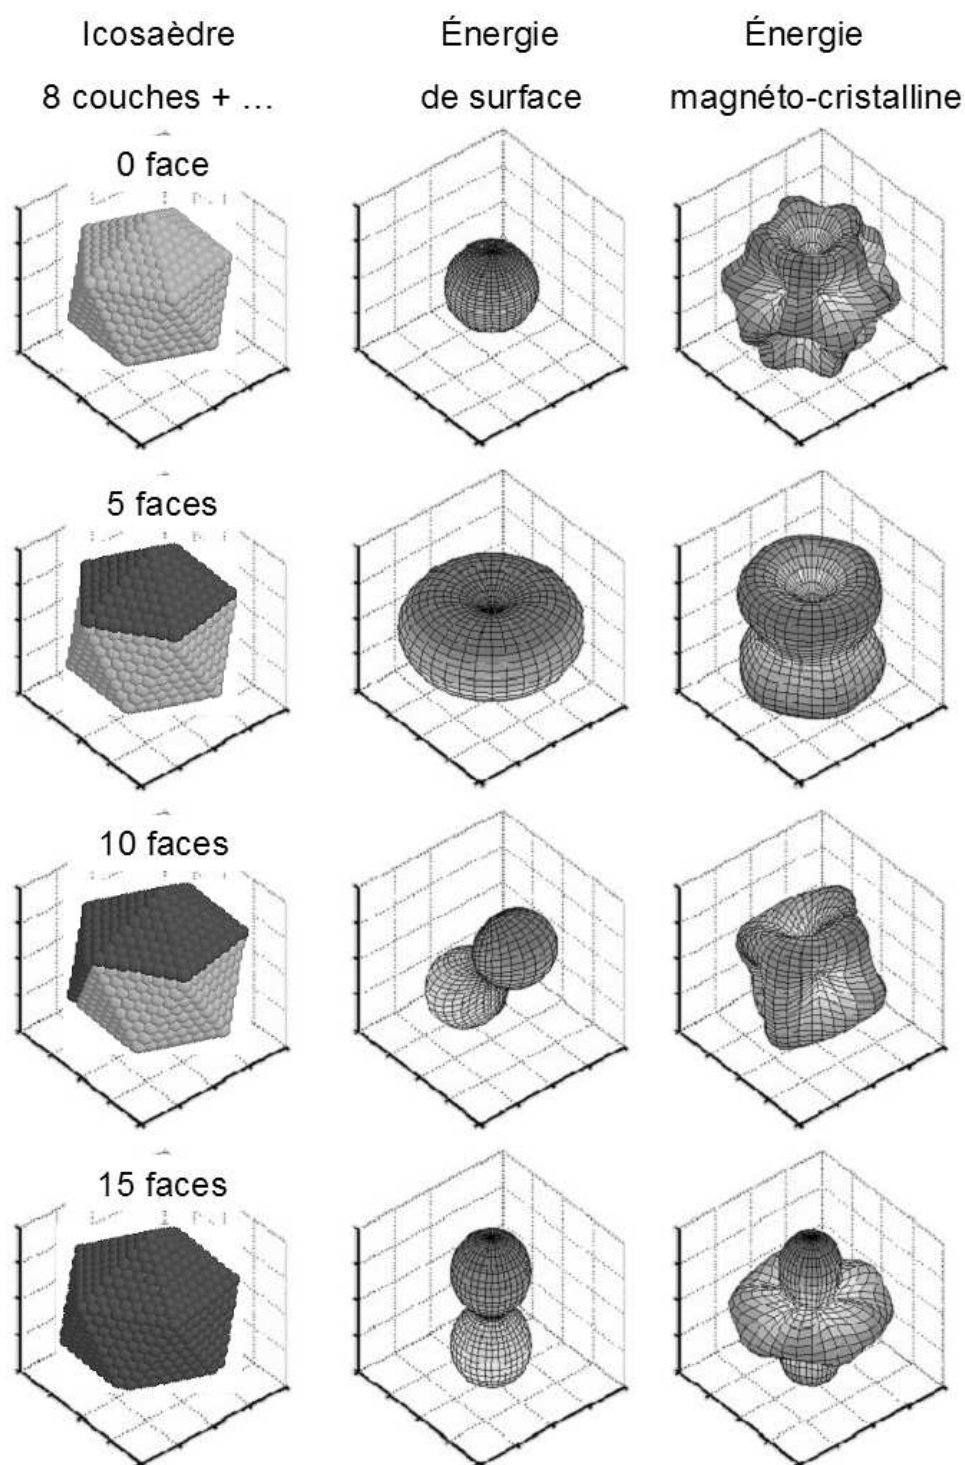 Icosaèdre Énergie Énergie
8 couches + ... de surface magnéto-cristalline
0 face
5 faces
10 faces
15 faces